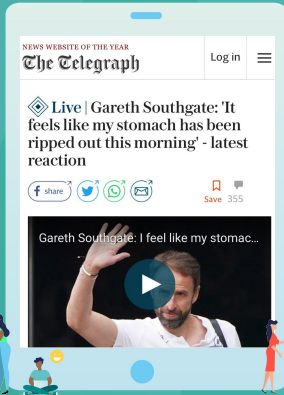 NEWS WEBSITE OF THE YEAR
The Telegraph
Log in
Live | Gareth Southgate: 'It
feels like my stomach has been
ripped out this morning' - latest
reaction
share
Save 355
Gareth Southgate: I feel like my stomac...